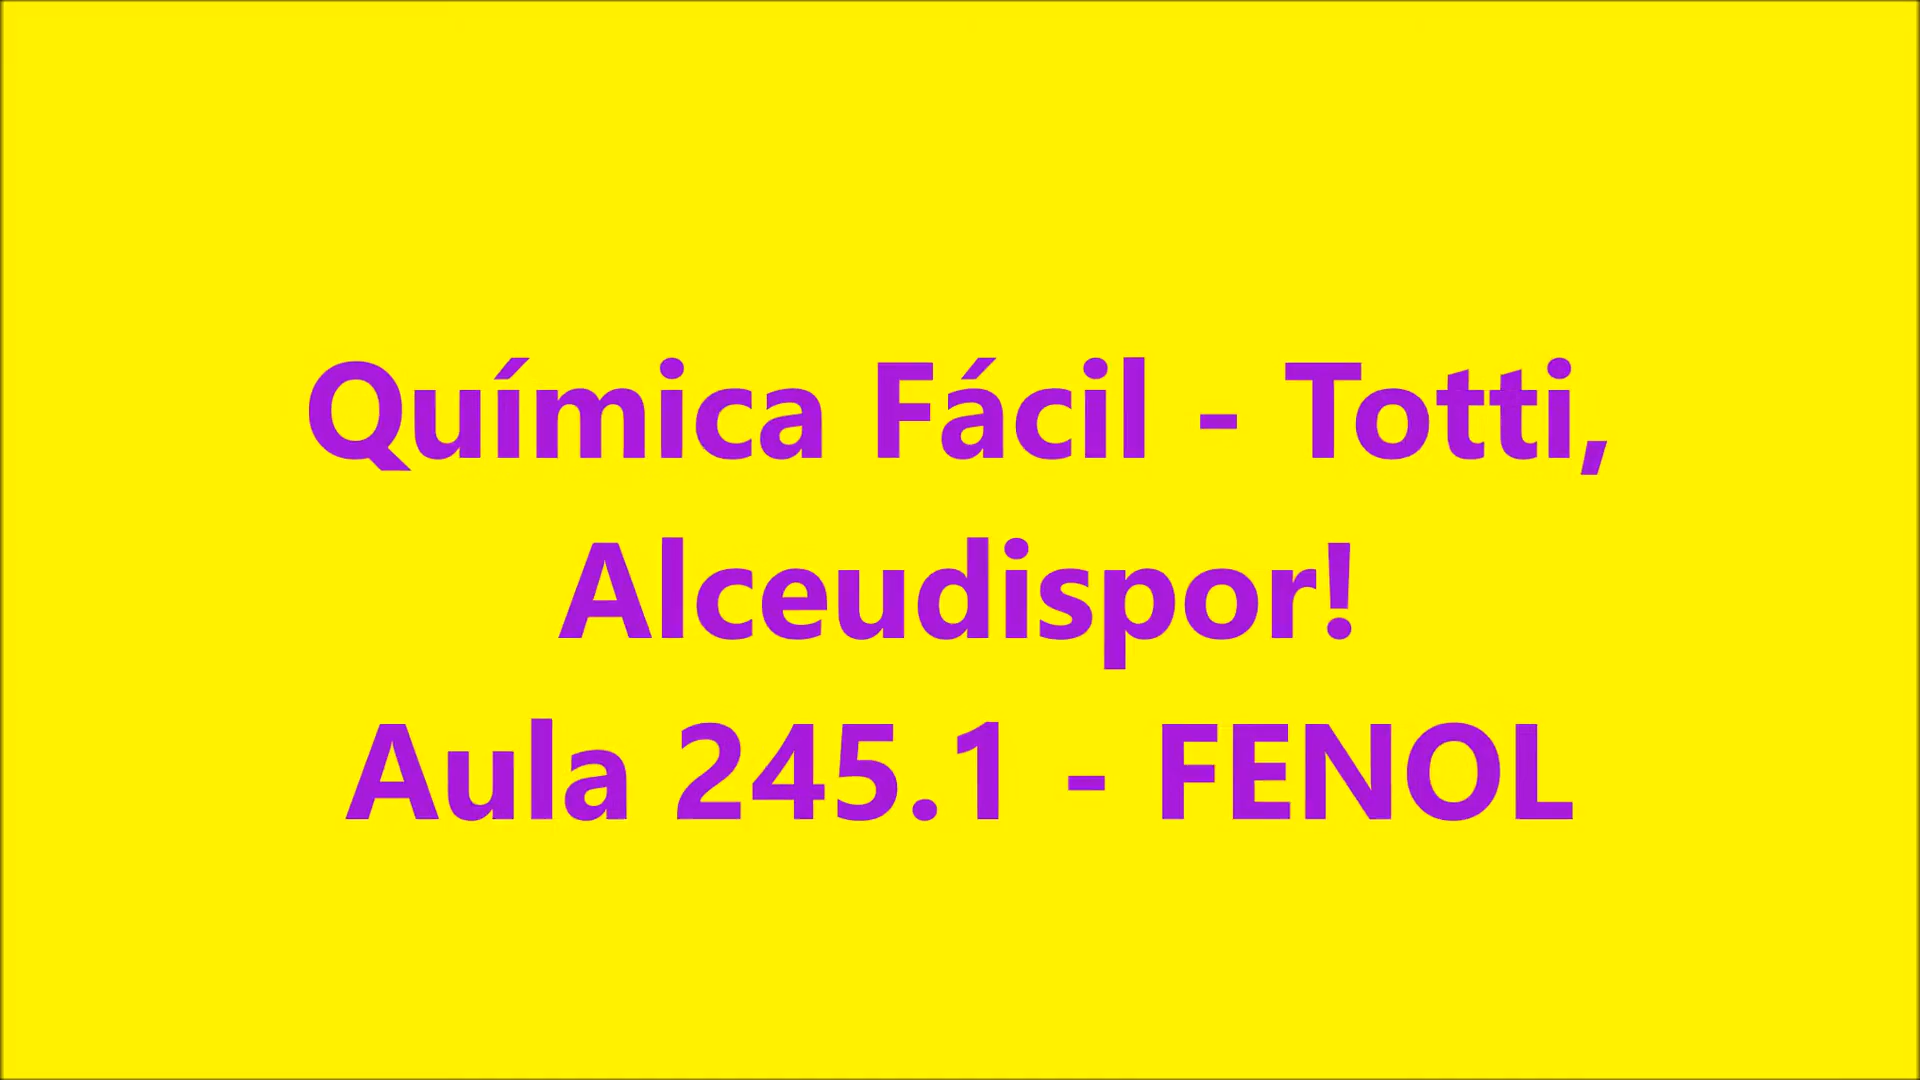 Química Fácil - Totti,
Alceudispor!
Aula 245.1 - FENOL